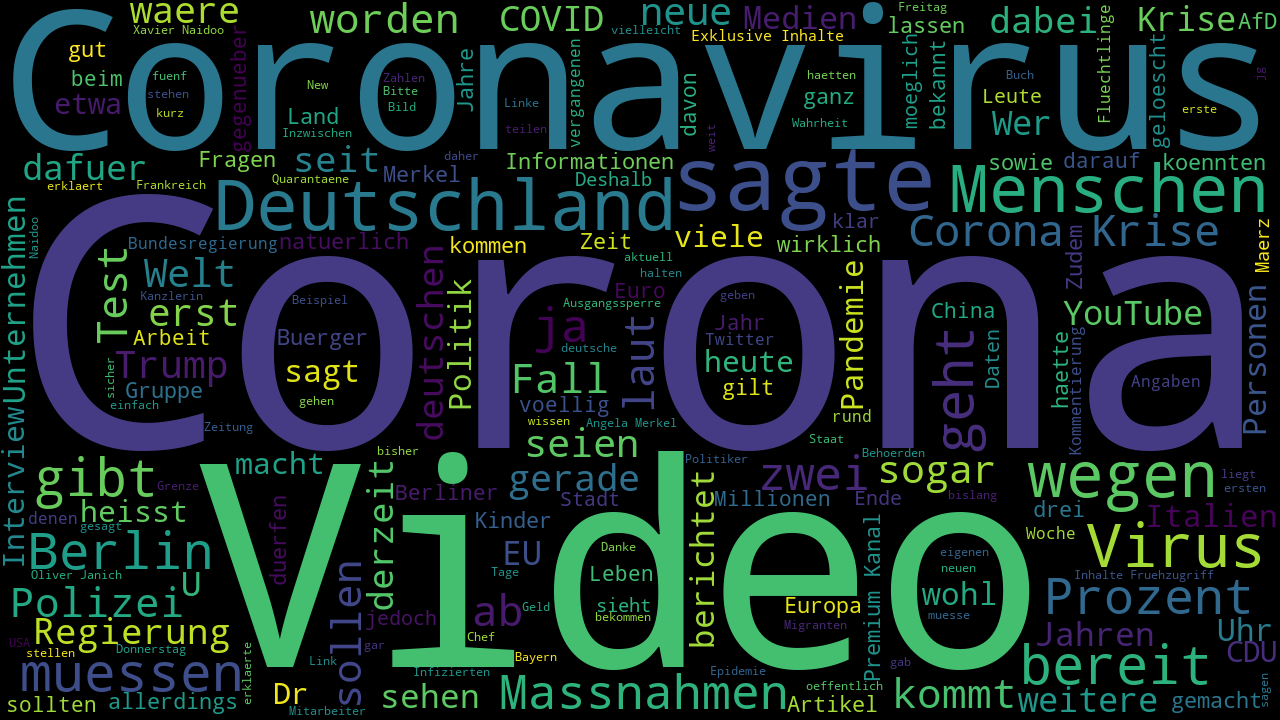 waere
Xavier Naidoo
worden
COVID
neue
vielleicht
Medien
Exklusive Inhalte
Freitag
lassen
dabei
Krise
AfD
Coronavirus
gut
beim
etwa
fuenf
stehen
kurz
gegenueber
New
Land
Inzwischen
Zahlen
Bitte
Bild
Jahre
Linke
teilen
vergangenen
davon
weit
haetten
ganz
Wahrheit
moeglich
bekannt
Buch
Leute
Wer
Fluechtlinge
geloescht
erste
jg
dafuer
erklaert
Frankreich
Fragen
seit
Quarantaene
Merkel
daher
Informationen
Deshalb
sagte
sowie
darauf
koennten
Menschen
Deutschland
klar
Corona Krise
Naidoo
Bundesregierung
natuerlich
kommen
Zeit
viele
wirklich
Zudem
Maerz
Corona
Unternehmen
Test
Welt
Kanzlerin
erst
Arbeit
Trump
Gruppe
sicher
einfach
Zeitung
Beispiel
Buerger
sagt
gehen
deutschen
Politik
aktuell
halten
Euro
Ausgangssperre
ja
deutsche
laut
Fall
voellig
wissen
Angela Merkel
seien
geben
Jahr
Twitter
heute
gilt
Pandemie
rund
Staat
Behoerden
China
geht
Daten
YouTube
haette
Kommentierung
Angaben
Personen
Interview
gibt
heisst
denen
gesagt
Grenze
macht
bisher
derzeit
Berliner
gerade
Stadt
Politiker
Millionen
zwei
Ende
sogar
bislang
wegen
drei
Woche
liegt
ersten
Italien
Virus
Video
Berlin
Oliver Janich
U
Polizei
Regierung
USA
stellen
Donnerstag
muessen
sollten
allerdings
erklaerte
duerfen
sollen
Dr
Link
Mitarbeiter
jedoch
gar
sehen
Infizierten
Kinder
EU
Tage
ab
Geld
Chef
Bayern
Danke
Leben
sieht
bekommen
berichtet
Epidemie
Massnahmen
Europa
Migranten
Artikel
oeffentlich
Premium Kanal
gab
kommt
eigenen
neuen
wohl
muesse
Inhalte Fruehzugriff
Prozent
Jahren
Uhr
CDU
bereit
weitere
gemacht
sagen